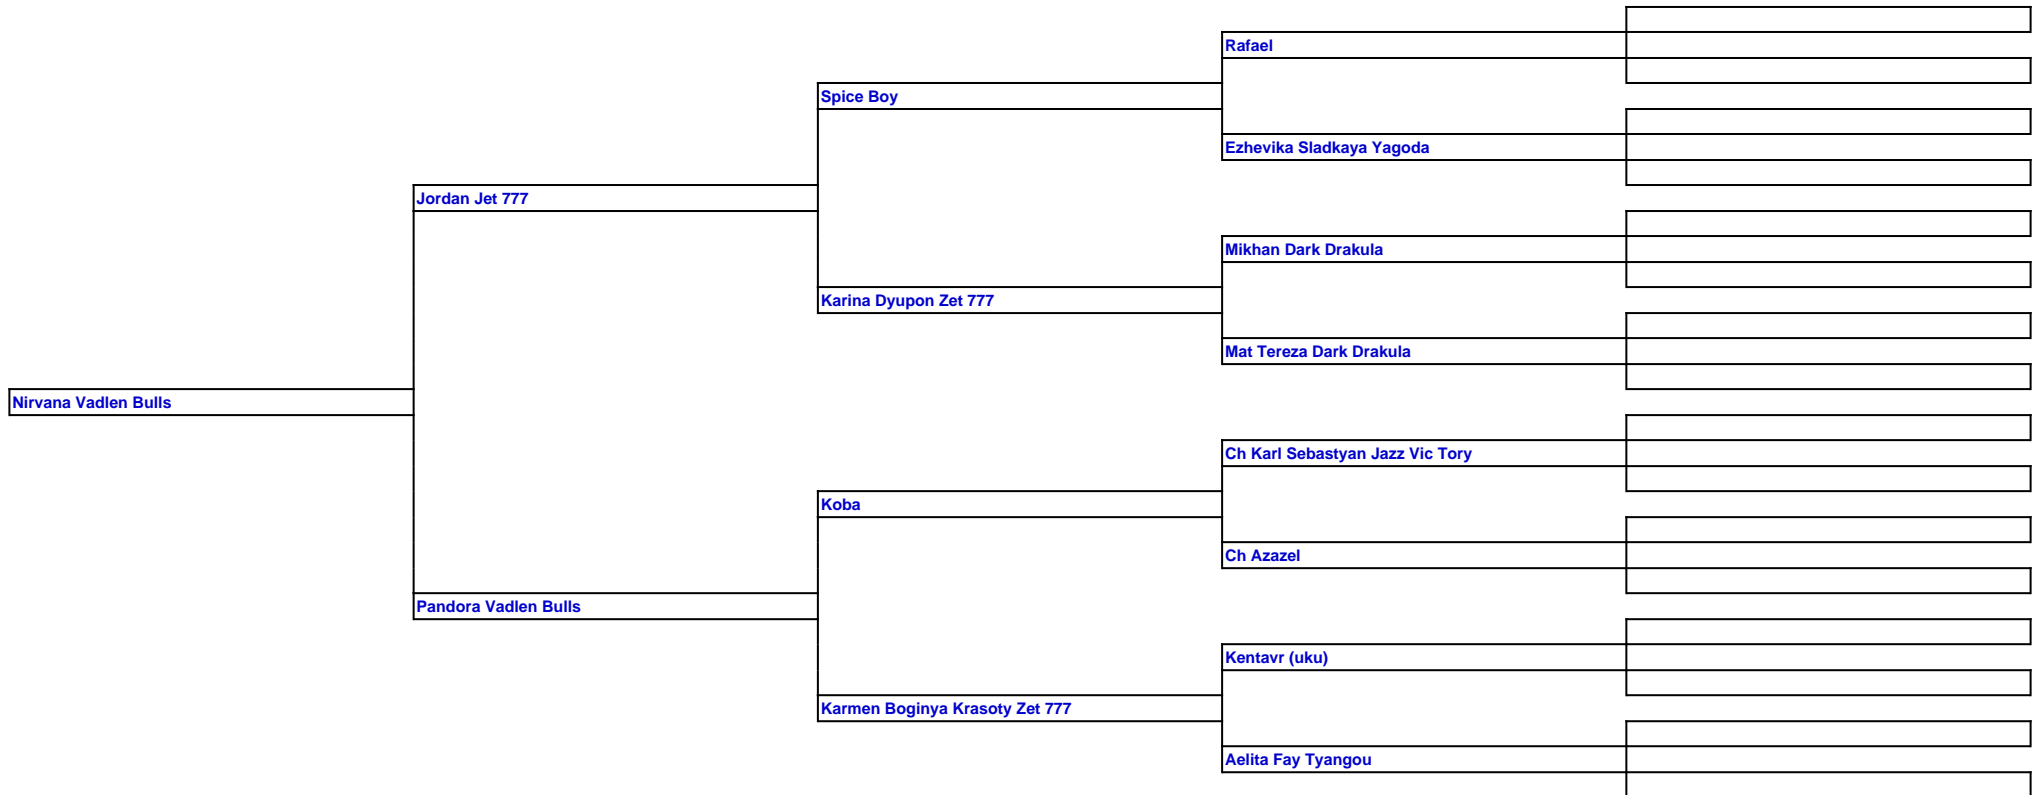 Rafael
Spice Boy
Ezhevika Sladkaya Yagoda
Jordan Jet 777
Mikhan Dark Drakula
Karina Dyupon Zet 777
Mat Tereza Dark Drakula
Nirvana Vadlen Bulls
Ch Karl Sebastyan Jazz Vic Tory
Koba
Ch Azazel
Pandora Vadlen Bulls
Kentavr (uku)
Karmen Boginya Krasoty Zet 777
Aelita Fay Tyangou